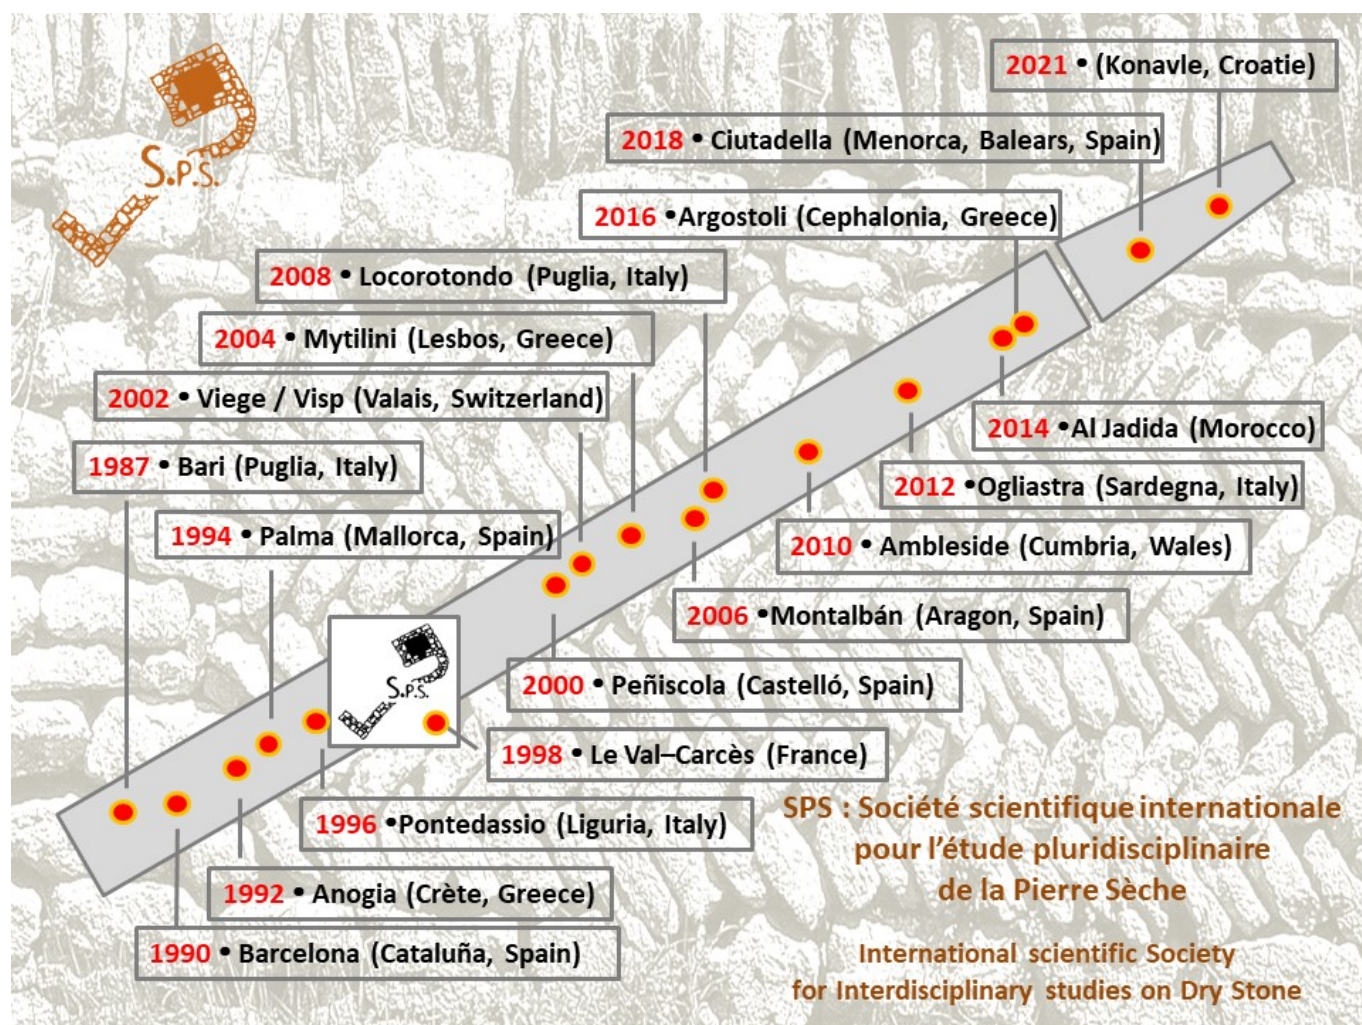 2021 • (Konavle, Croatie)
2018 • Ciutadella (Menorca, Balears, Spain)
S.P.S.
2016 •Argostoli (Cephalonia, Greece)
2008 • Locorotondo (Puglia, Italy)
2004 • Mytilini (Lesbos, Greece)
2002 • Viege / Visp (Valais, Switzerland)
2014 •Al Jadida (Morocco)
1987 • Bari (Puglia, Italy)
2012 •Ogliastra (Sardegna, Italy)
1994 • Palma (Mallorca, Spain)
2010 • Ambleside (Cumbria, Wales)
2006 •Montalbán (Aragon, Spain)
S.P.S.
2000 • Peñiscola (Castelló, Spain)
1998 • Le Val–Carcès (France)
1996 •Pontedassio (Liguria, Italy)
1992 • Anogia (Crète, Greece)
1990 • Barcelona (Cataluña, Spain)
SPS : Société scientifique internationale
pour l'étude pluridisciplinaire
de la Pierre Sèche
International scientific Society
for Interdisciplinary studies on Dry Stone